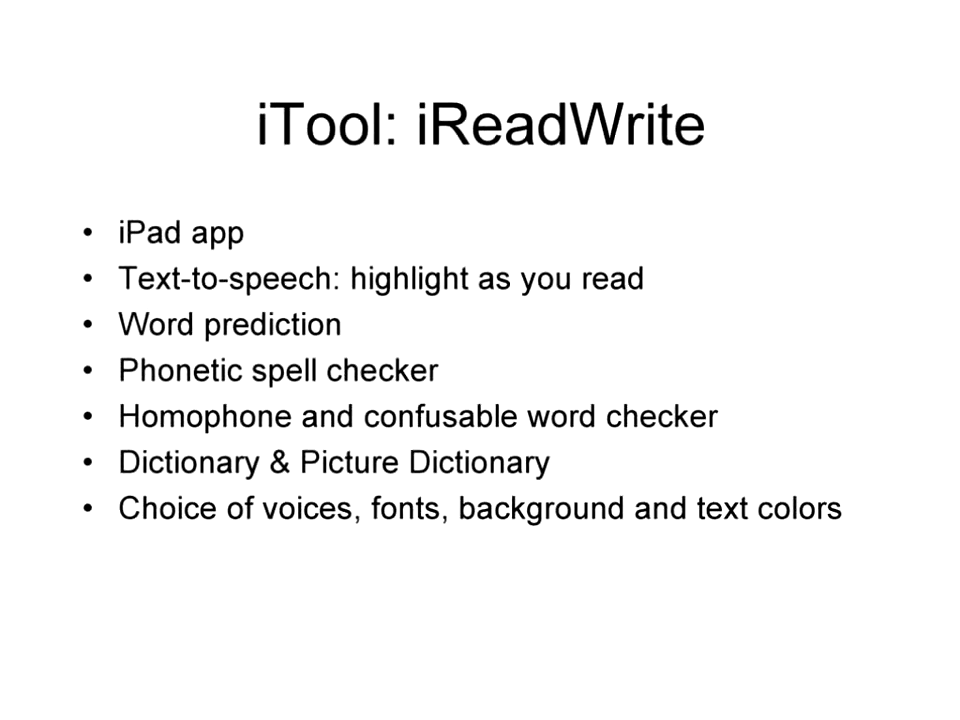 iTool: iReadWrite
• iPad app
• Text-to-speech: highlight as you read
• Word prediction
• Phonetic spell checker
• Homophone and confusable word checker
• Dictionary & Picture Dictionary
• Choice of voices, fonts, background and text colors